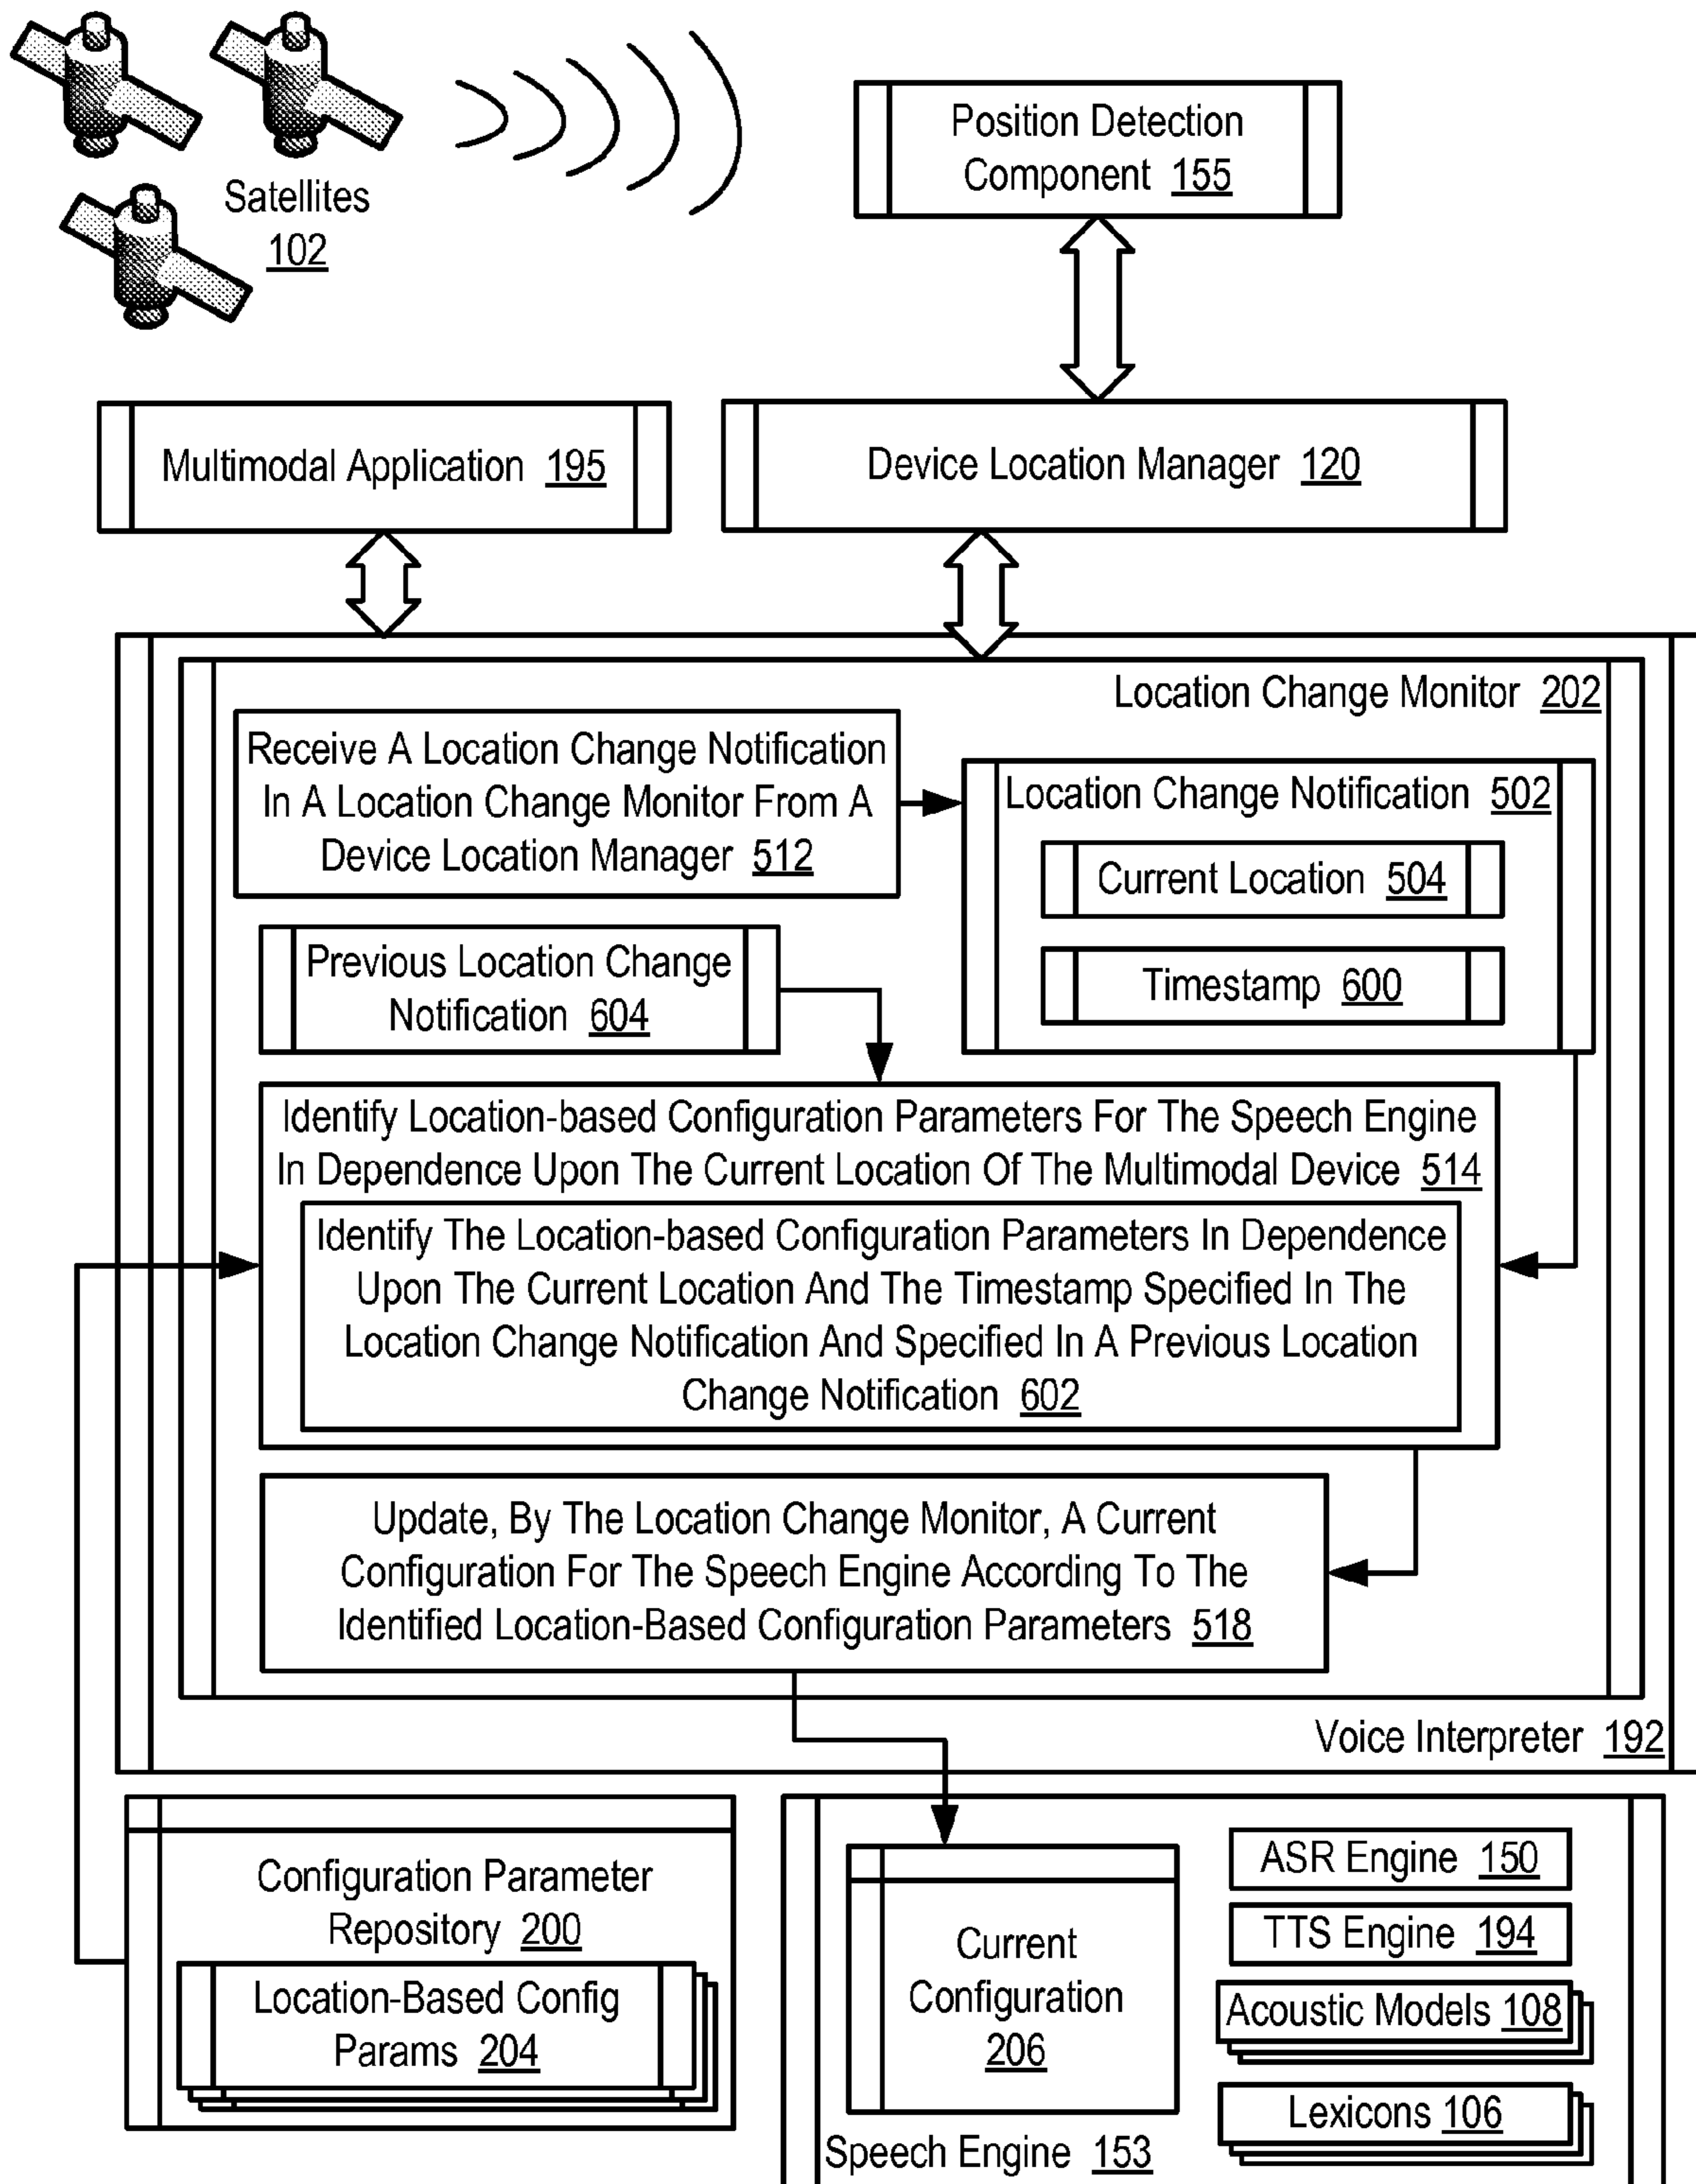 Satellites
102
Position Detection
Component 155
Multimodal Application 195
Device Location Manager 120
Location Change Monitor 202
Receive A Location Change Notification
In A Location Change Monitor From A
Device Location Manager 512
Location Change Notification 502
Current Location 504
Timestamp 600
Previous Location Change
Notification 604
Identify Location-based Configuration Parameters For The Speech Engine
In Dependence Upon The Current Location Of The Multimodal Device 514
Identify The Location-based Configuration Parameters In Dependence
Upon The Current Location And The Timestamp Specified In The
Location Change Notification And Specified In A Previous Location
Change Notification 602
Update, By The Location Change Monitor, A Current
Configuration For The Speech Engine According To The
Identified Location-Based Configuration Parameters 518
Voice Interpreter 192
Configuration Parameter
Repository 200
Location-Based Config
Params 204
Current
Configuration
206
ASR Engine 150
TTS Engine 194
Acoustic Models 108
Lexicons 106
Speech Engine 153